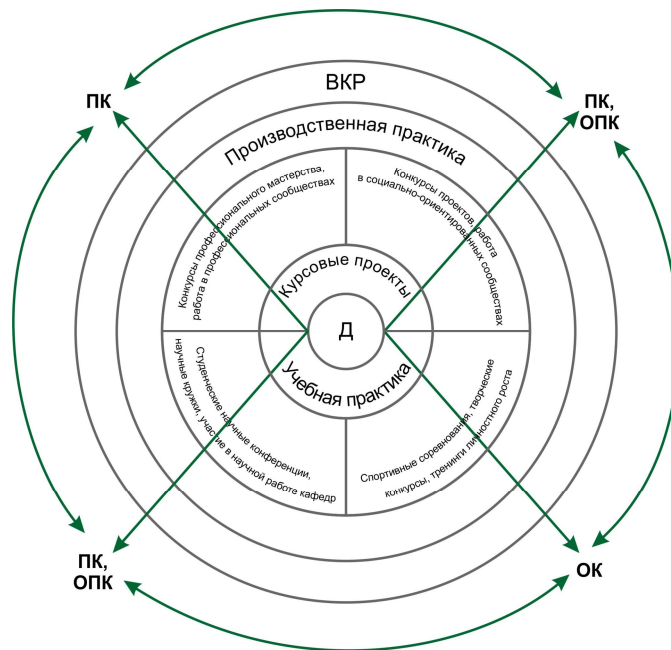 ВКР
ПК
ПК,
ОПК
Производственная практика
Конкурсы профессионального мастерства,
работа в профессиональных сообществах
Конкурсы проектов, работа
в социально-ориентированных сообществах
Курсовые проекты
Д
Учебная практика
Студенческие научные конференции,
научные кружки, участие в научной работе кафедр
Спортивные соревнования, творческие
конкурсы, тренинги личностного роста
ПК,
ОПК
ОК